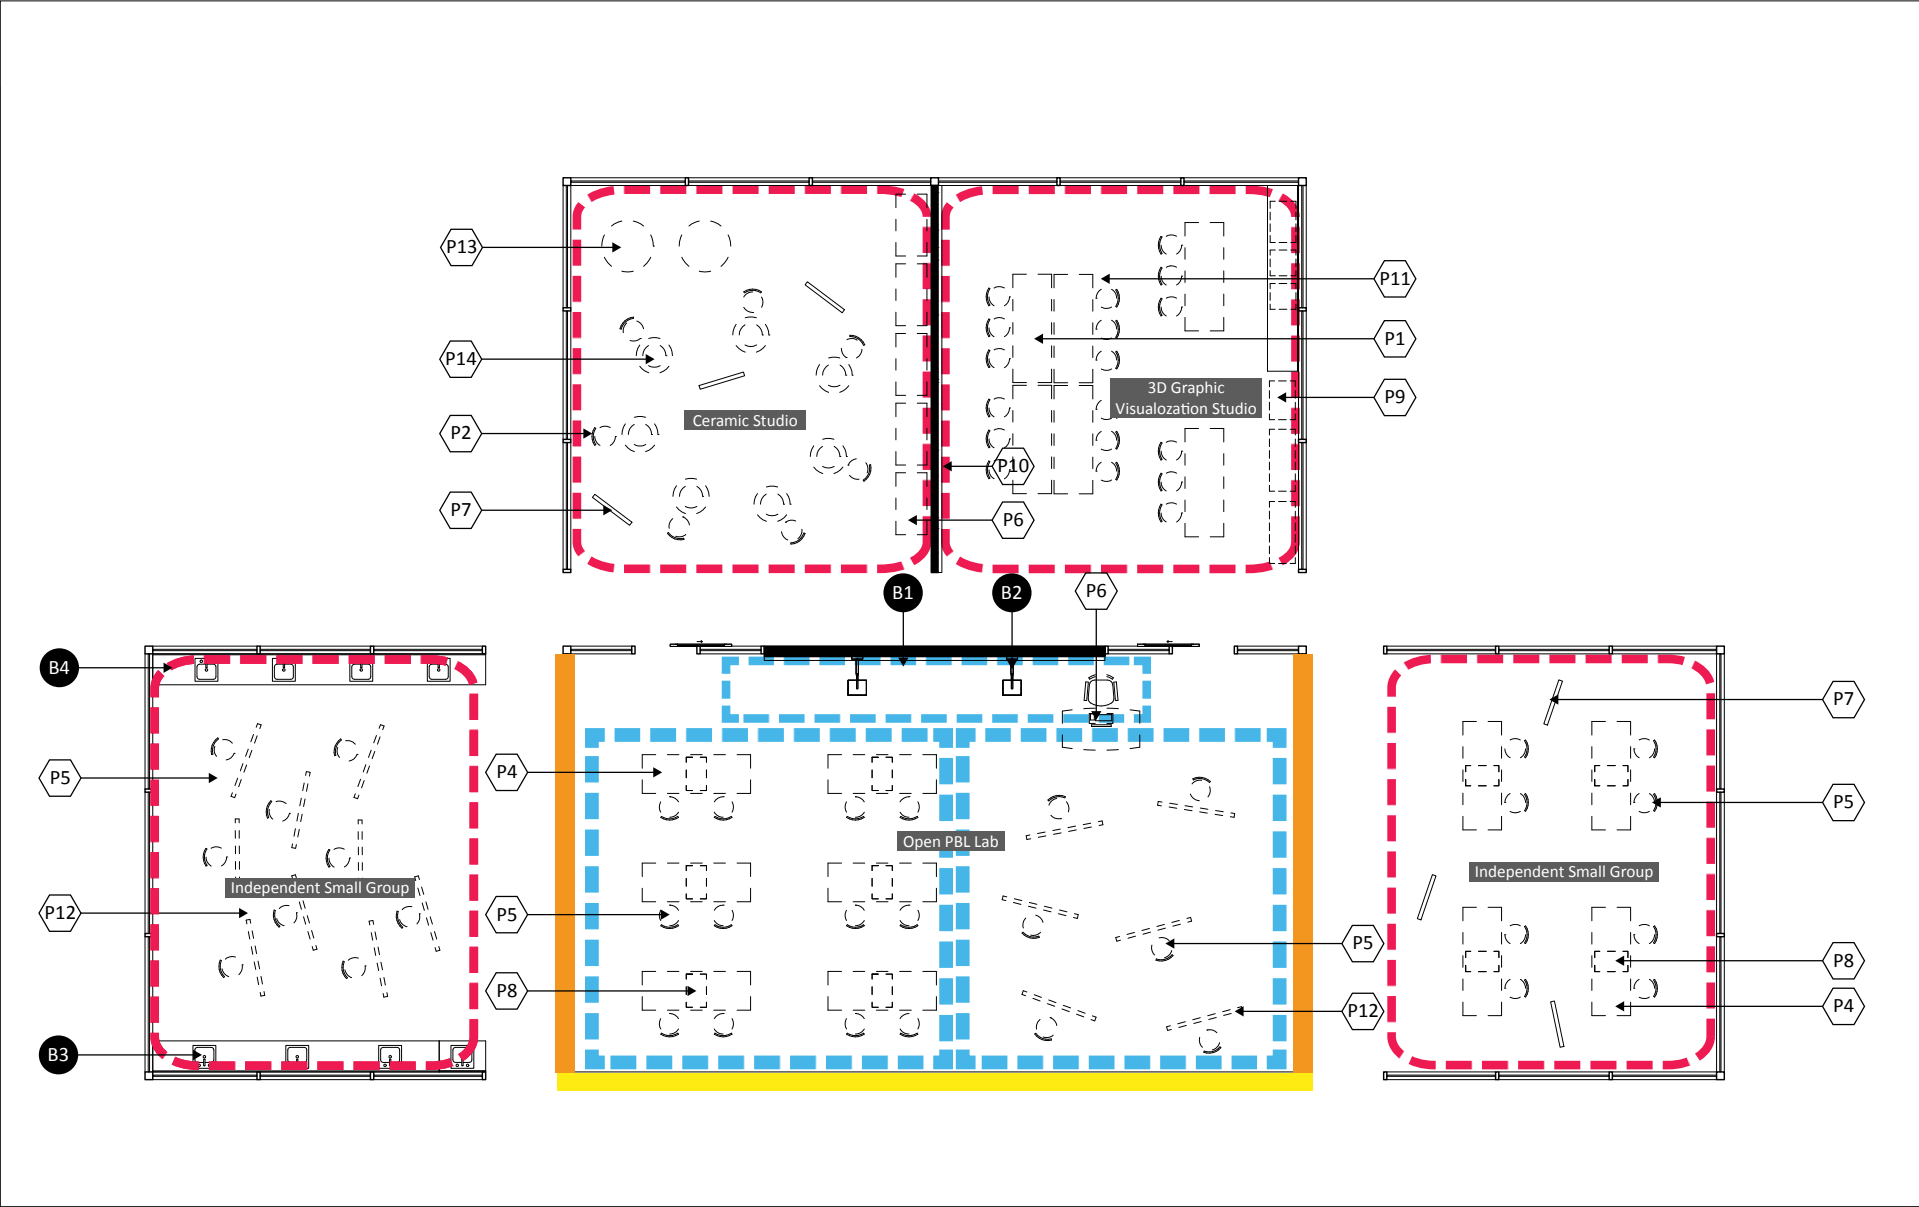 P13
P11
P14
P1
3D Graphic
Visualozation Studio
P9
P2
Ceramic Studio
P10
P7
P6
B1
B2
P6
B4
P7
P5
P4
P5
Open PBL Lab
Independent Small Group
Independent Small Group
P12
P5
P5
P8
P8
P12
P4
B3